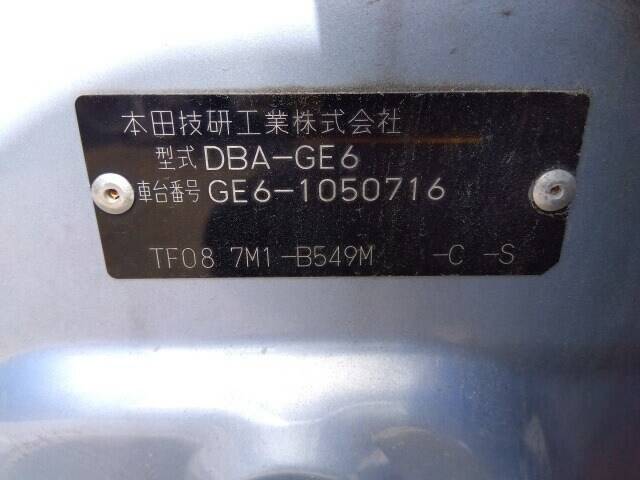 本田技研工業株式会社
型式 DBA-GE6
車台番号 GE6-1050716
TF08 7M1-B549M -C -S